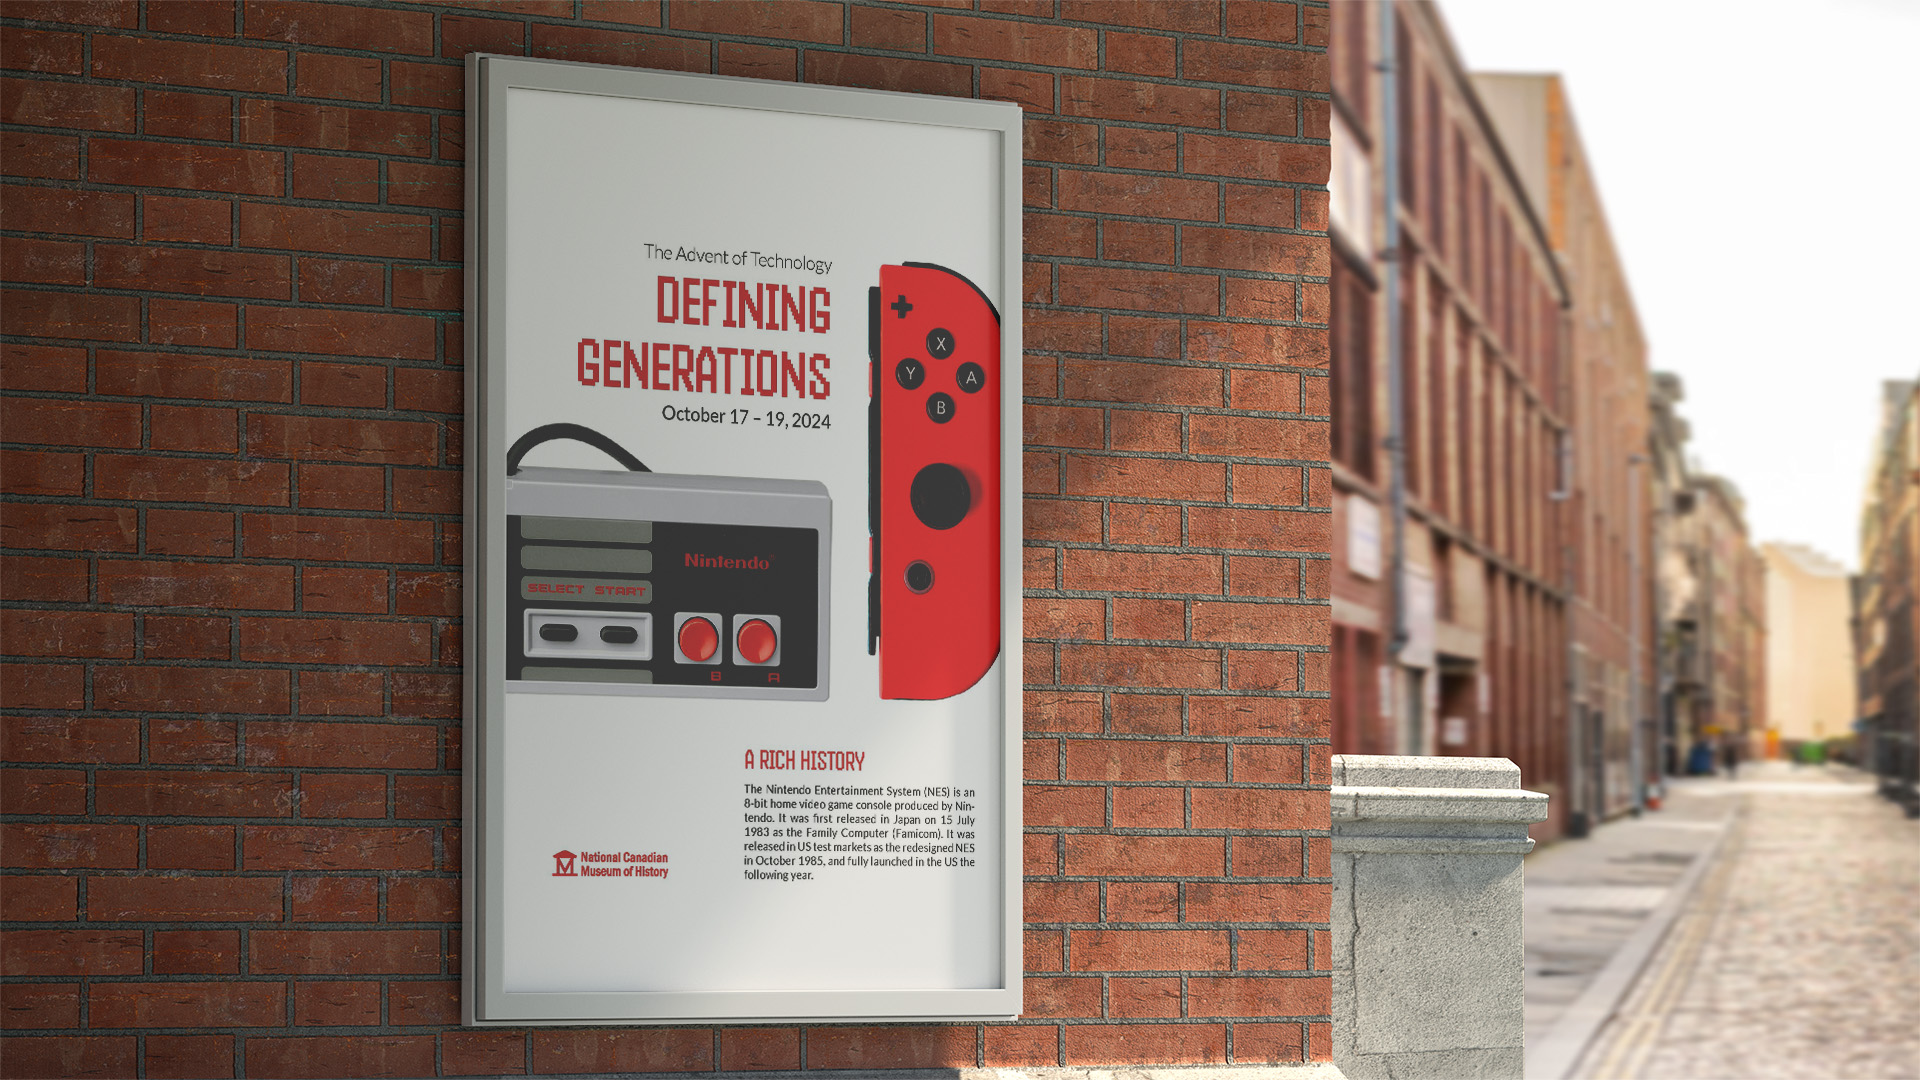 The Advent of Technology
DEFINING
GENERATIONS
October 17 – 19, 2024
Nintendo
SELECT START
B A
X
Y A
B
A RICH HISTORY
The Nintendo Entertainment System (NES) is an
8-bit home video game console produced by Nin-
tendo. It was first released in Japan on 15 July
1983 as the Family Computer (Famicom). It was
released in US test markets as the redesigned NES
in October 1985, and fully launched in the US the
following year.
National Canadian
Museum of History